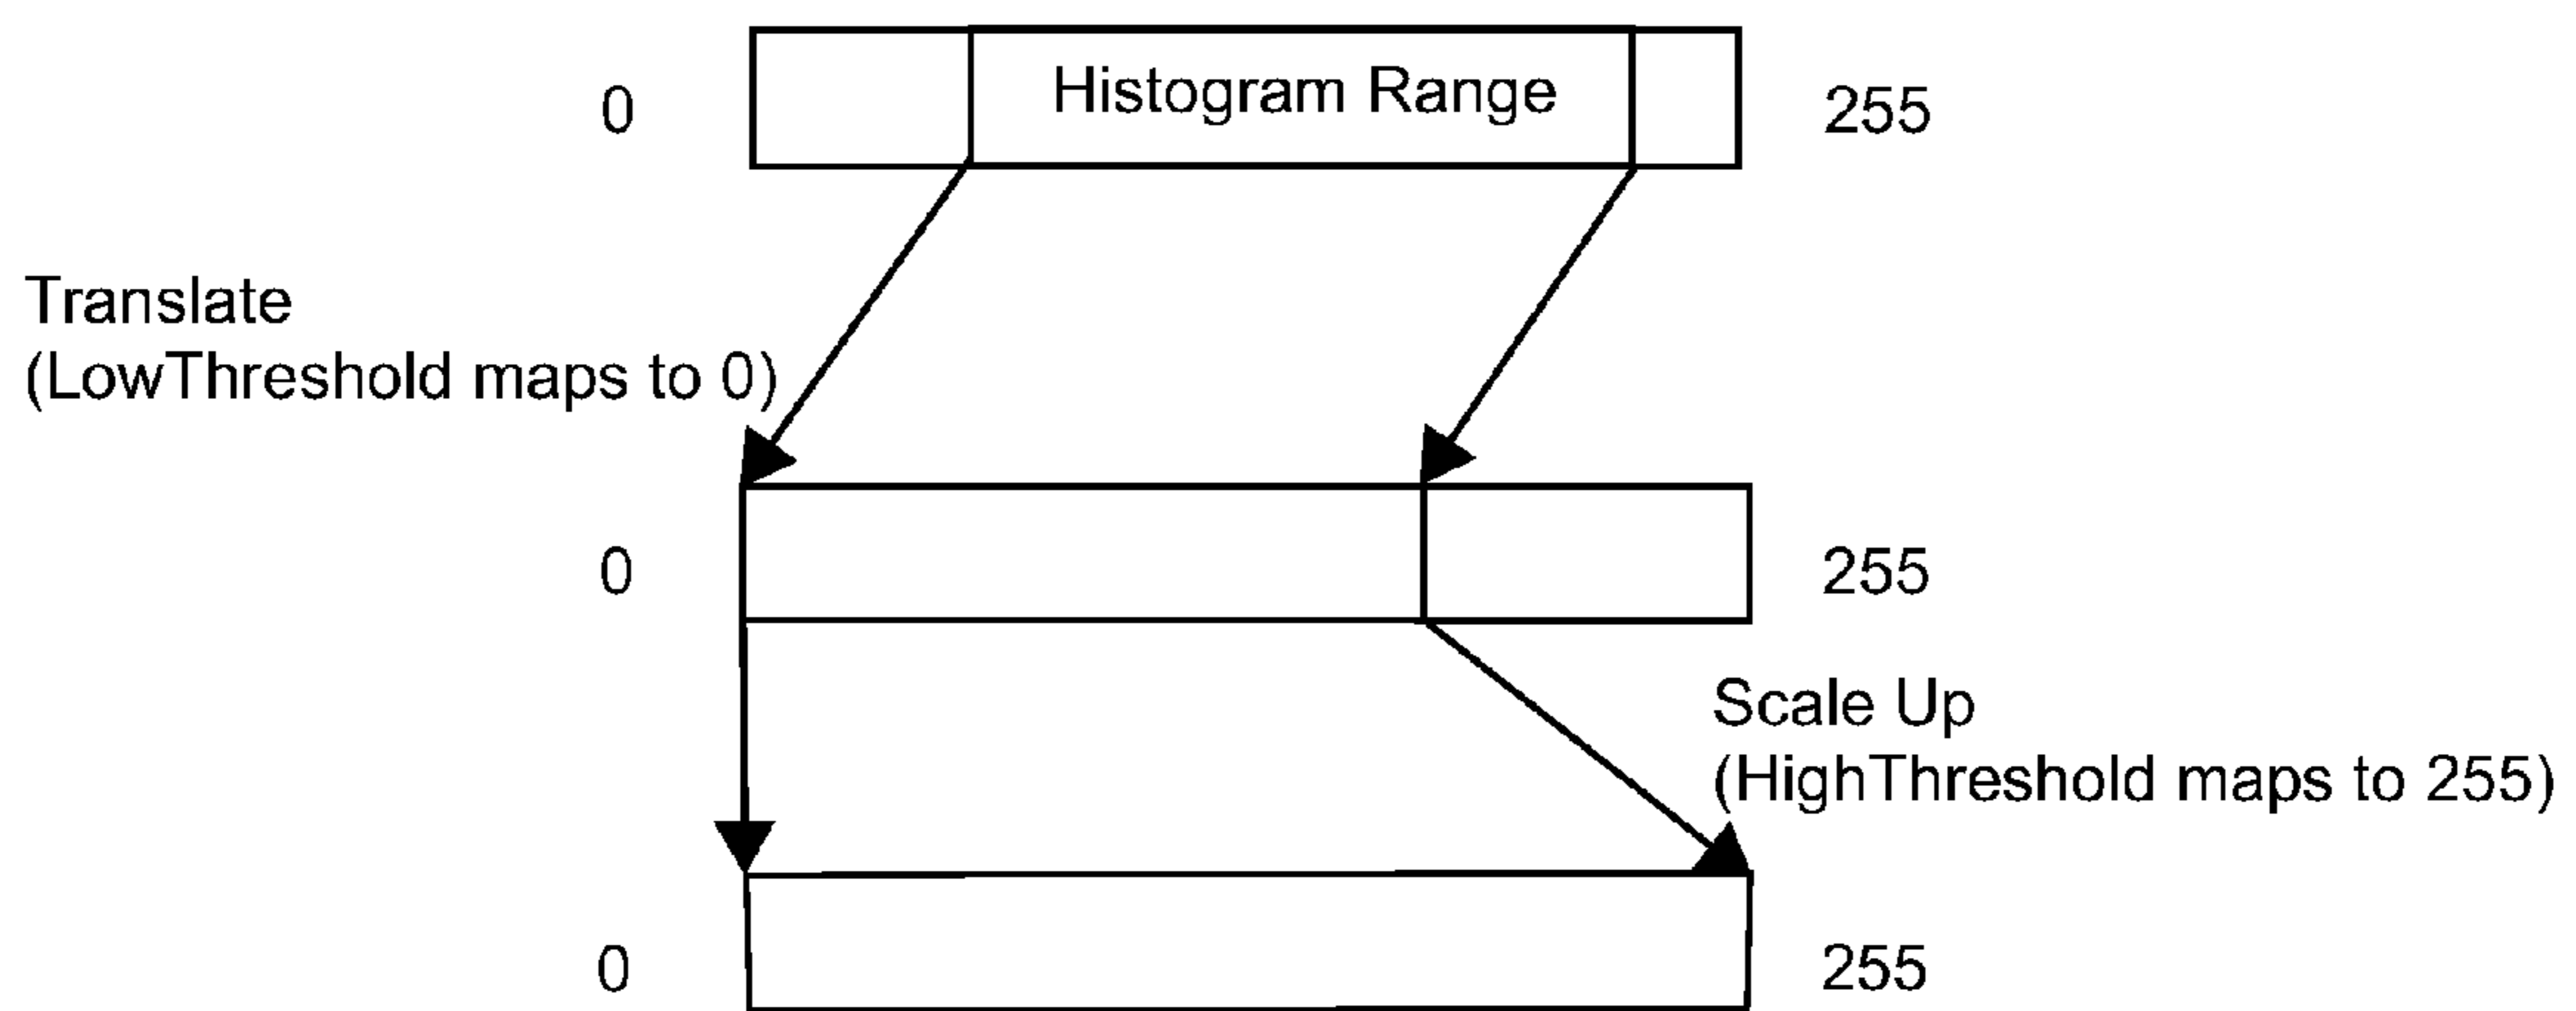 0
Histogram Range
255
Translate
(LowThreshold maps to 0)
0
255
Scale Up
(HighThreshold maps to 255)
0
255